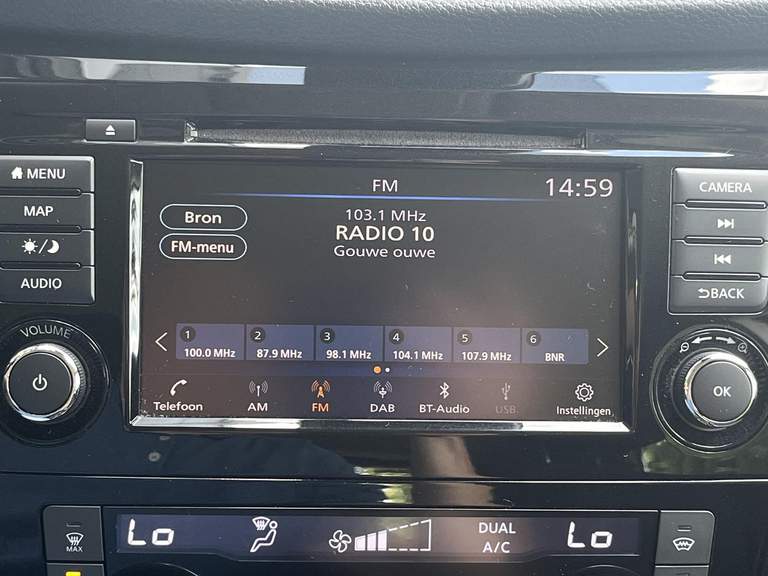 MENU
MAP
AUDIO
VOLUME
FM
14:59
Bron
FM-menu
103.1 MHz
RADIO 10
Gouwe ouwe
1
100.0 MHz
2
87.9 MHz
3
98.1 MHz
4
104.1 MHz
5
107.9 MHz
6
BNR
Telefoon
AM
FM
DAB
BT-Audio
USB
Instellingen
CAMERA
BACK
OK
MAX
Lo
DUAL
A/C
Lo